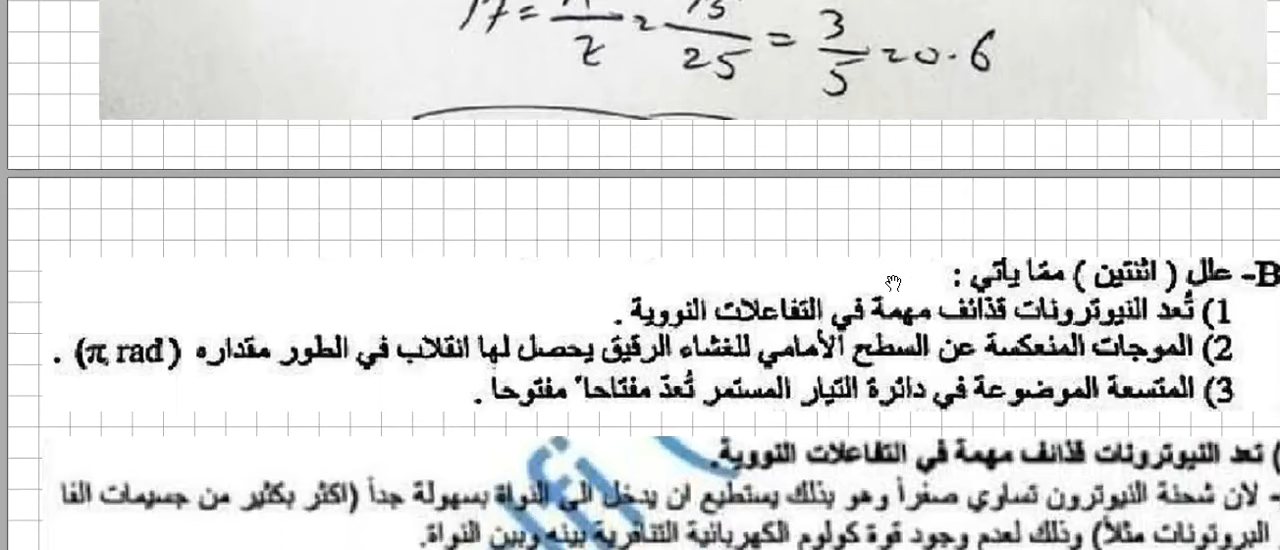 = 3/5 = 0.6
25
B- علل ( اثنتين ) ممّا يأتي :
1) تُعد النيوترونات قذائف مهمة في التفاعلات النووية .
2) الموجات المنعكسة عن السطح الأمامي للغشاء الرقيق يحصل لها انقلاب في الطور مقداره ( π rad ) .
3) المتسعة الموضوعة في دائرة التيار المستمر تُعدّ مفتاحاً مفتوحا .
) تعد النيوترونات قذائف مهمة في التفاعلات النووية.
- لان شحنة النيوترون تساوي صفراً وهو بذلك يستطيع ان يدخل الى النواة بسهولة جداً (اكثر بكثير من جسيمات الفا
البروتونات مثلاً) وذلك لعدم وجود قوة كولوم الكهربائية التنافرية بينه وبين النواة.